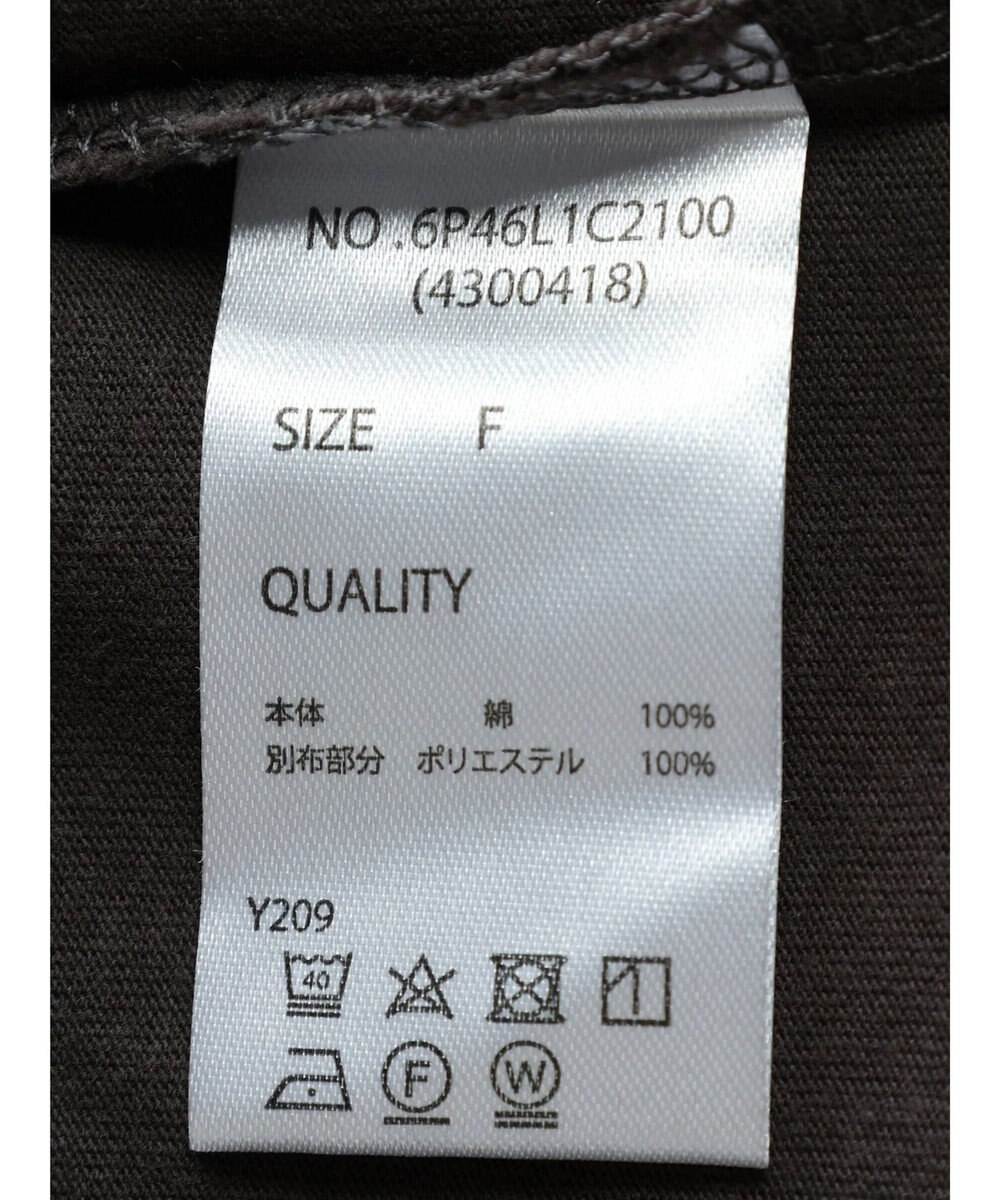 NO.6P46L1C2100
(4300418)
SIZE F
QUALITY
本体 綿 100%
別布部分 ポリエステル 100%
Y209
40
F W